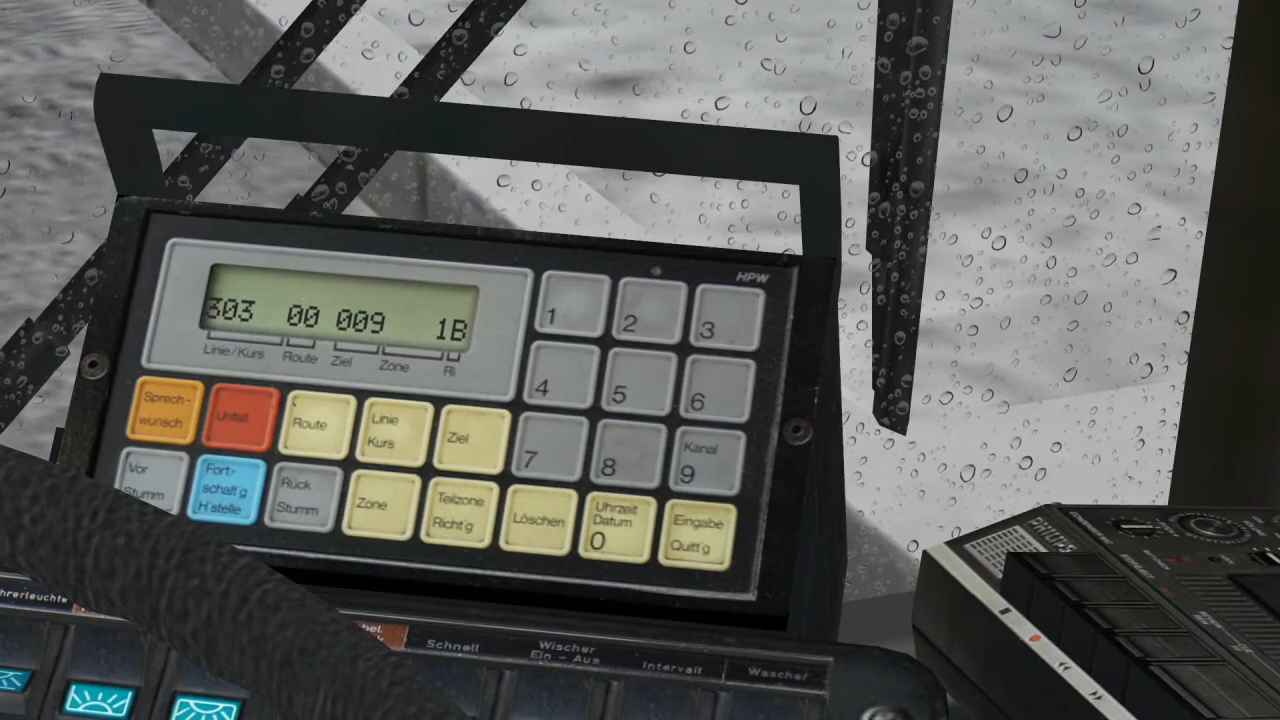 HPW
303 00 009 1B
Linie/Kurs Route Ziel Zone Ri
1 2 3
4 5 6
Sprech-
wunsch
Unfall
Route
Linie
Kurs
Ziel
7 8
Kanal
9
Vor
Stumm
Fort-
schalt'g
H'stelle
Rück
Stumm
Zone
Teilzone
Richt'g
Löschen
Uhrzeit
Datum
0
Eingabe
Quitt'g
PHILIPS
Schnell
Wischer
Ein - Aus
Intervall
Wascher